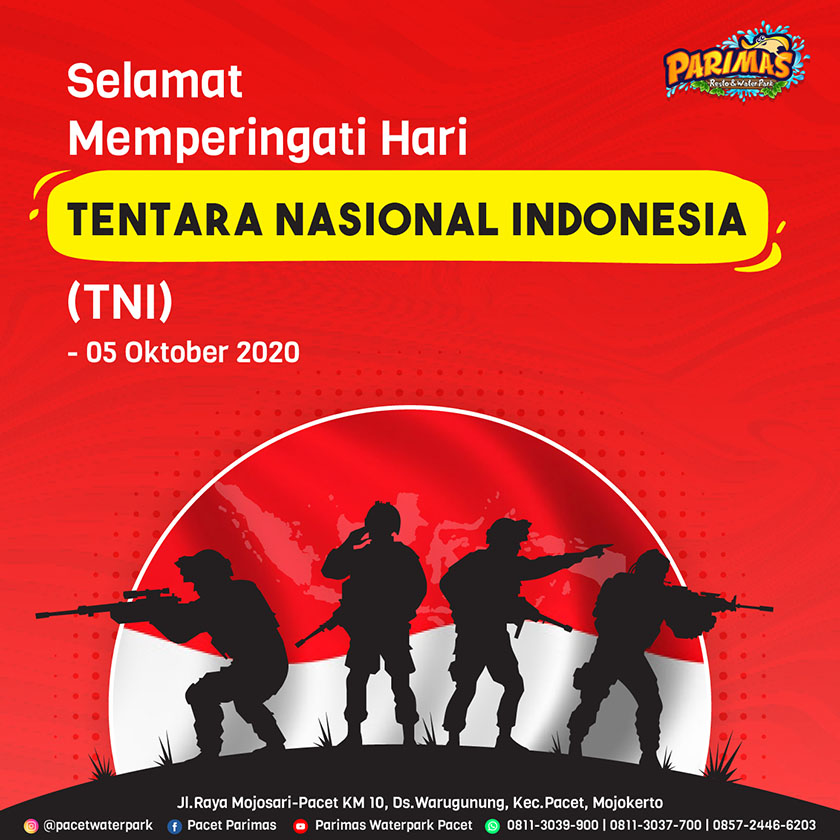 PARIMAS
Resto & WaterPark
Selamat
Memperingati Hari
TENTARA NASIONAL INDONESIA
(TNI)
- 05 Oktober 2020
Jl.Raya Mojosari-Pacet KM 10, Ds.Warugunung, Kec.Pacet, Mojokerto
@pacetwaterpark Pacet Parimas Parimas Waterpark Pacet 0811-3039-900 | 0811-3037-700 | 0857-2446-6203